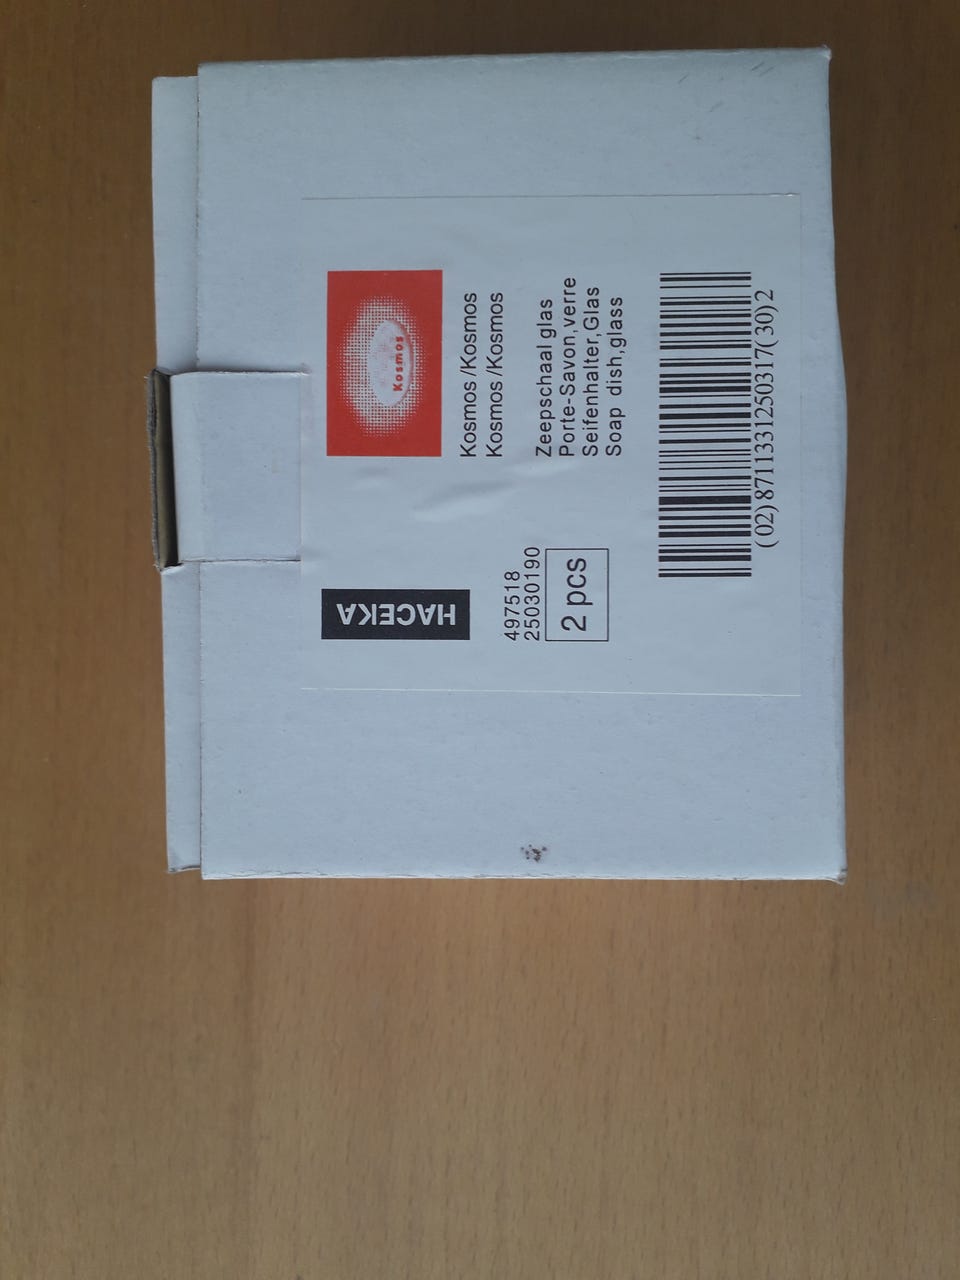 HACEKA
Kosmos
Kosmos /Kosmos
Kosmos /Kosmos
497518
25030190
2 pcs
Zeepschaal glas
Porte-Savon,verre
Seifenhalter,Glas
Soap dish,glass
(02)8711331250317(30)2